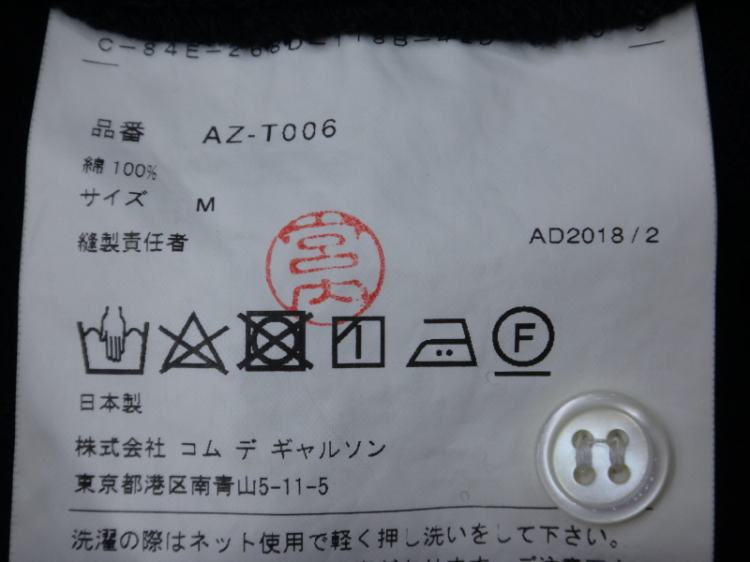 品番 AZ-T006
綿 100%
サイズ M
縫製責任者 宮内 AD2018/2
F
日本製
株式会社 コム デ ギャルソン
東京都港区南青山5-11-5
洗濯の際はネット使用で軽く押し洗いをして下さい。